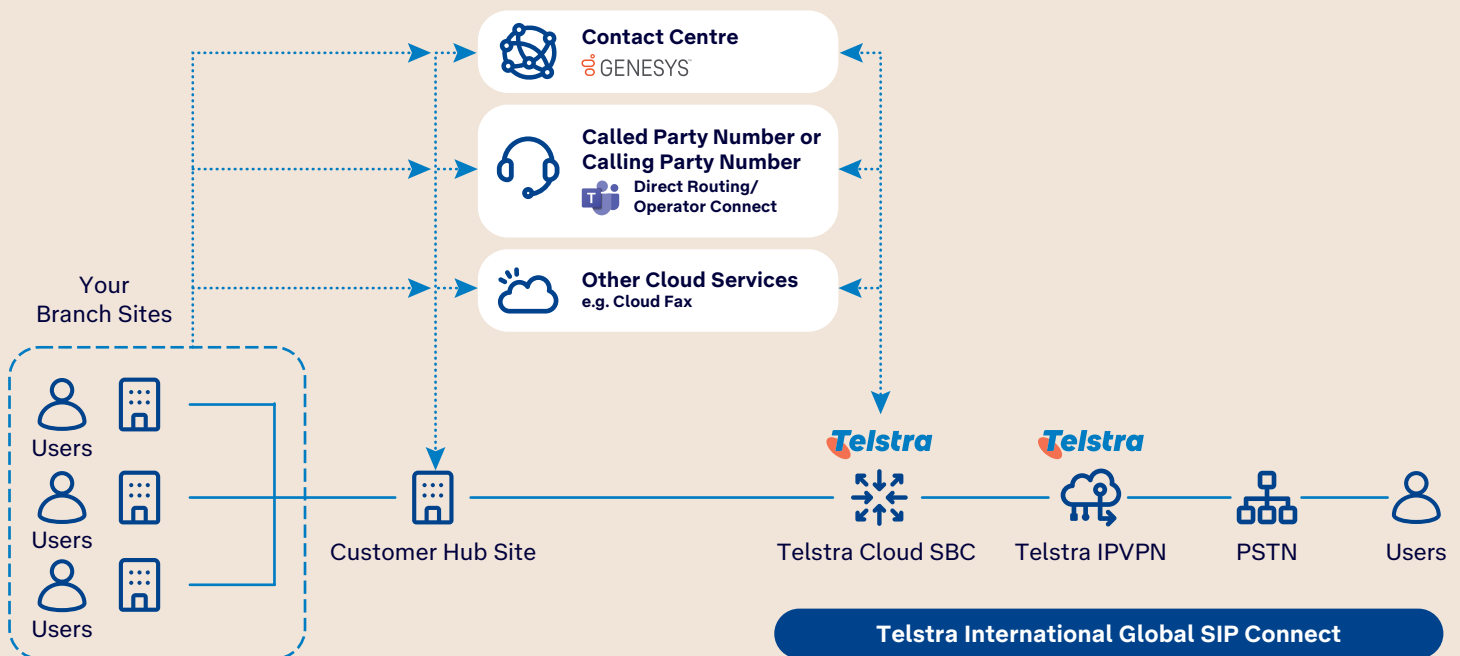 Contact Centre
GENESYS™
Called Party Number or
Calling Party Number
T
Direct Routing/
Operator Connect
Other Cloud Services
e.g. Cloud Fax
Your
Branch Sites
Users
Users
Users
Customer Hub Site
Telstra
Telstra Cloud SBC
Telstra
Telstra IPVPN
PSTN
Users
Telstra International Global SIP Connect